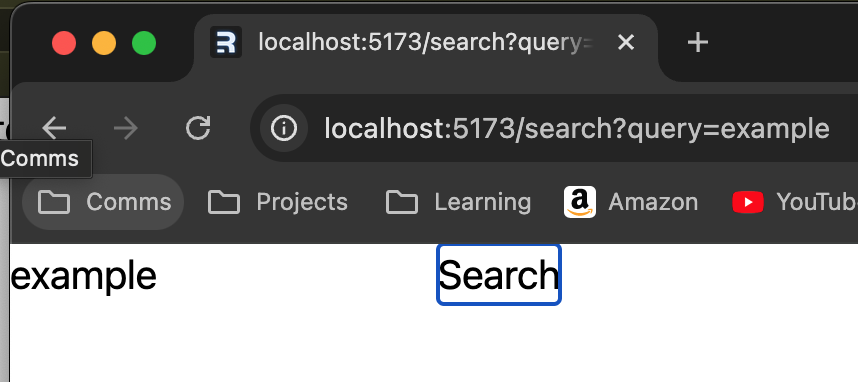 localhost:5173/search?query=
localhost:5173/search?query=example
Comms
Comms Projects Learning Amazon
example Search